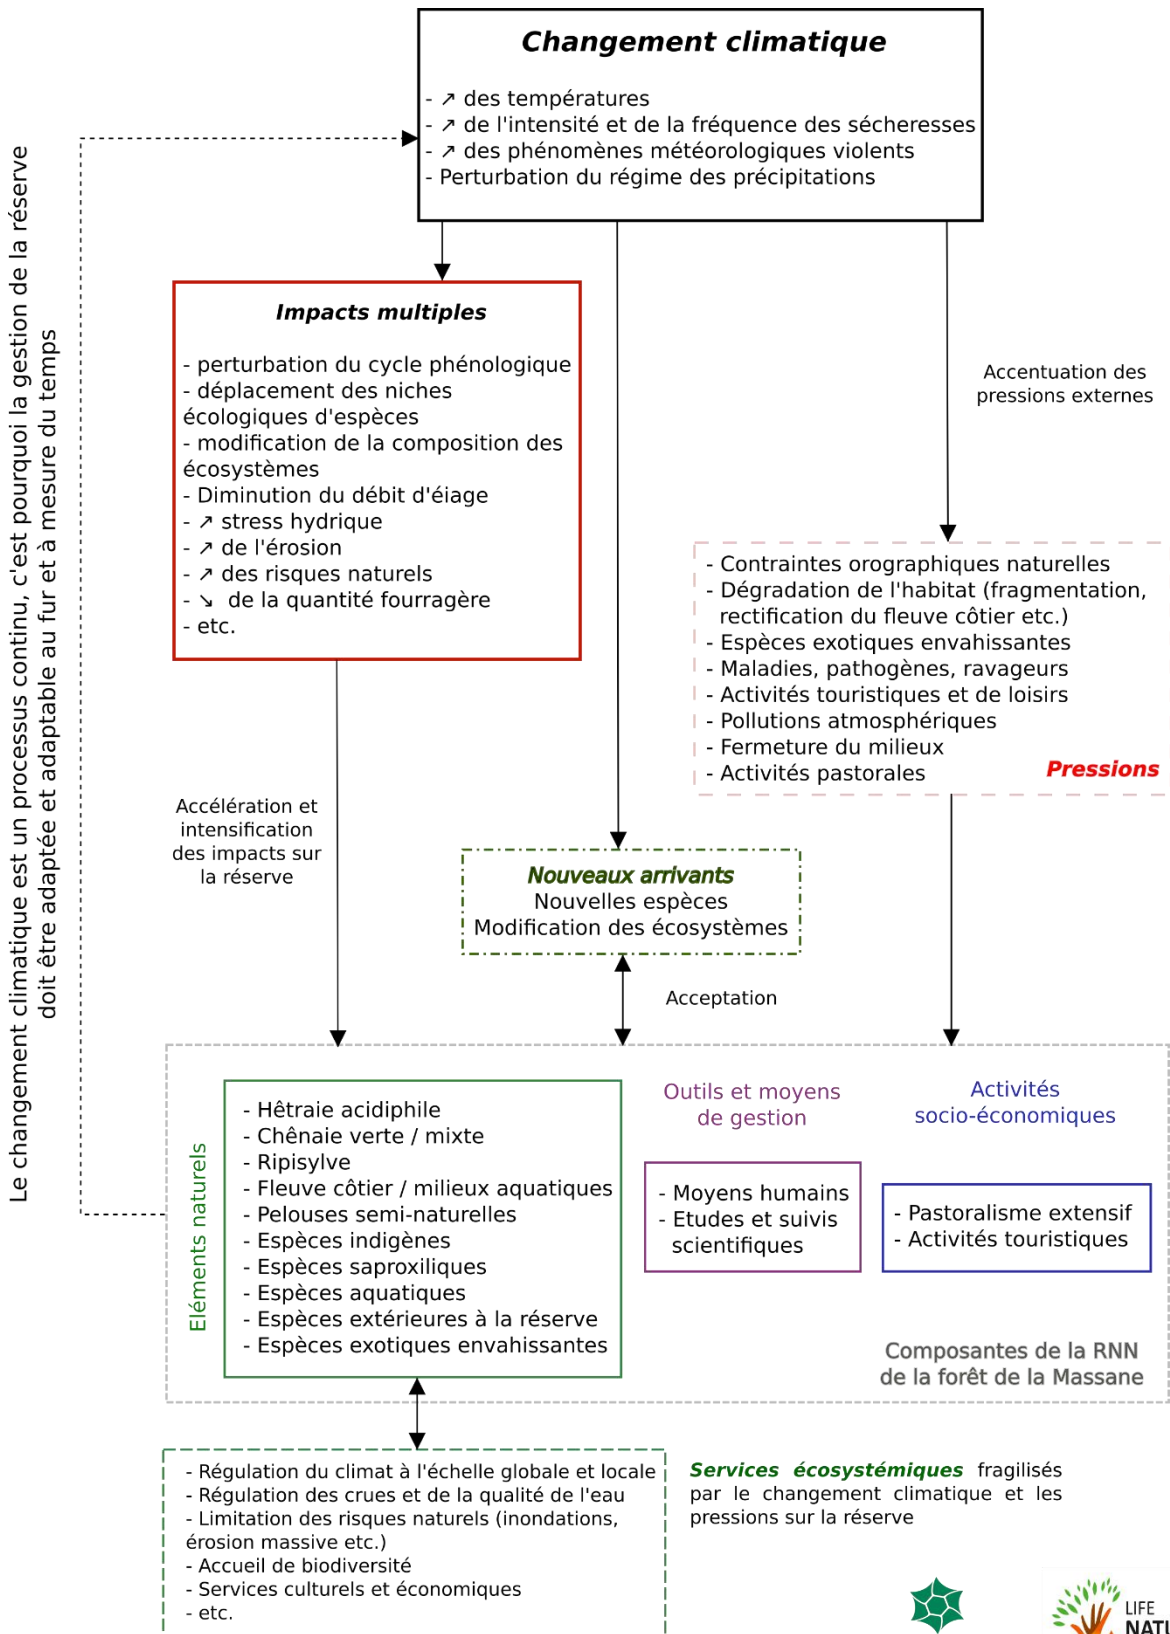 Changement climatique
- ↗ des températures
- ↗ de l'intensité et de la fréquence des sécheresses
- ↗ des phénomènes météorologiques violents
- Perturbation du régime des précipitations
Le changement climatique est un processus continu, c'est pourquoi la gestion de la réserve
doit être adaptée et adaptable au fur et à mesure du temps
Impacts multiples
- perturbation du cycle phénologique
- déplacement des niches
écologiques d'espèces
- modification de la composition des
écosystèmes
- Diminution du débit d'éiage
- ↗ stress hydrique
- ↗ de l'érosion
- ↗ des risques naturels
- ↘ de la quantité fourragère
- etc.
Accentuation des
pressions externes
- Contraintes orographiques naturelles
- Dégradation de l'habitat (fragmentation,
rectification du fleuve côtier etc.)
- Espèces exotiques envahissantes
- Maladies, pathogènes, ravageurs
- Activités touristiques et de loisirs
- Pollutions atmosphériques
- Fermeture du milieu
- Activités pastorales
Pressions
Accélération et
intensification
des impacts sur
la réserve
Nouveaux arrivants
Nouvelles espèces
Modification des écosystèmes
Acceptation
Eléments naturels
- Hêtraie acidiphile
- Chênaie verte / mixte
- Ripisylve
- Fleuve côtier / milieux aquatiques
- Pelouses semi-naturelles
- Espèces indigènes
- Espèces saproxiliques
- Espèces aquatiques
- Espèces extérieures à la réserve
- Espèces exotiques envahissantes
Outils et moyens
de gestion
- Moyens humains
- Etudes et suivis
scientifiques
Activités
socio-économiques
- Pastoralisme extensif
- Activités touristiques
Composantes de la RNN
de la forêt de la Massane
- Régulation du climat à l'échelle globale et locale
- Régulation des crues et de la qualité de l'eau
- Limitation des risques naturels (inondations,
érosion massive etc.)
- Accueil de biodiversité
- Services culturels et économiques
- etc.
Services écosystémiques fragilisés
par le changement climatique et les
pressions sur la réserve
LIFE